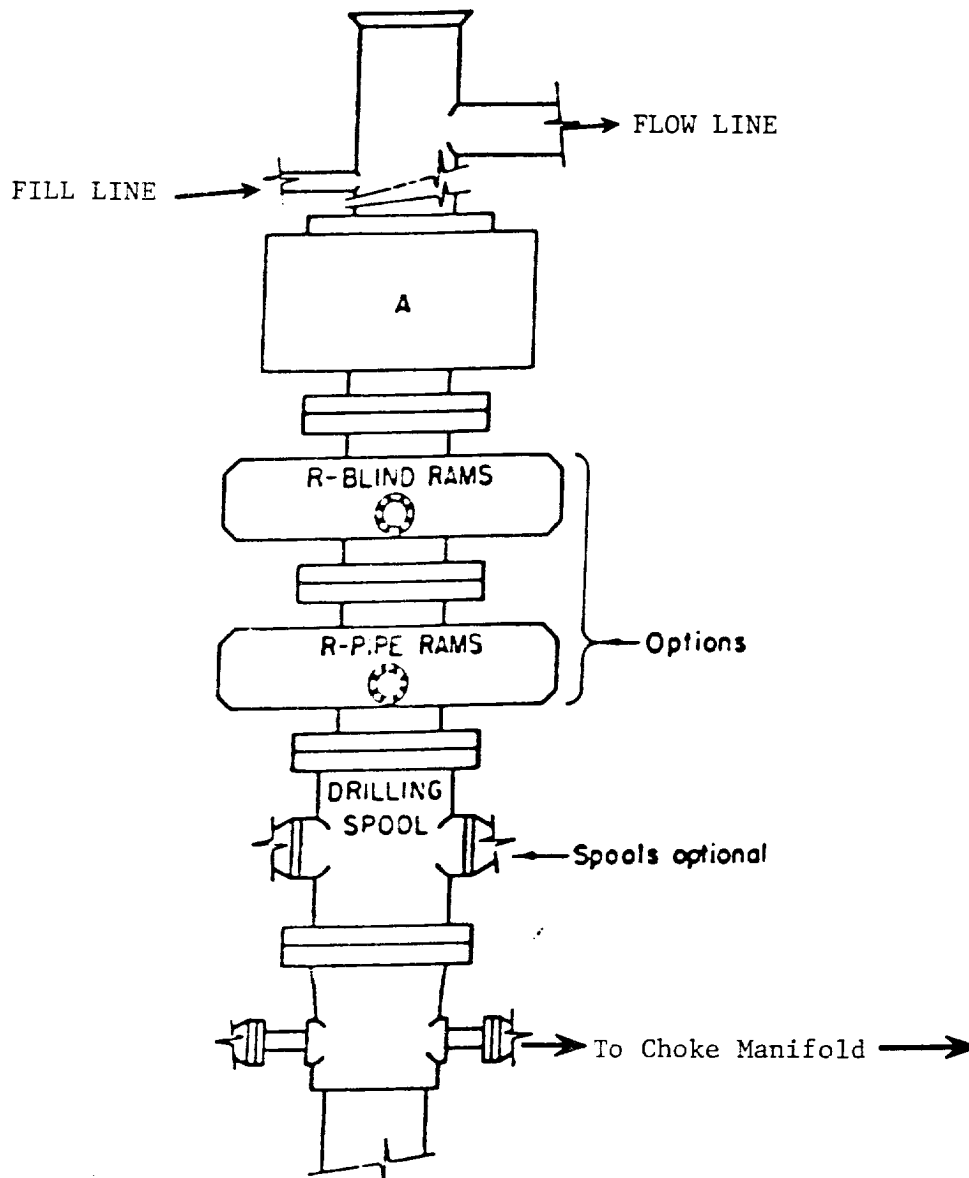 FLOW LINE
FILL LINE
A
R-BLIND RAMS
R-PIPE RAMS
Options
DRILLING
SPOOL
Spools optional
To Choke Manifold